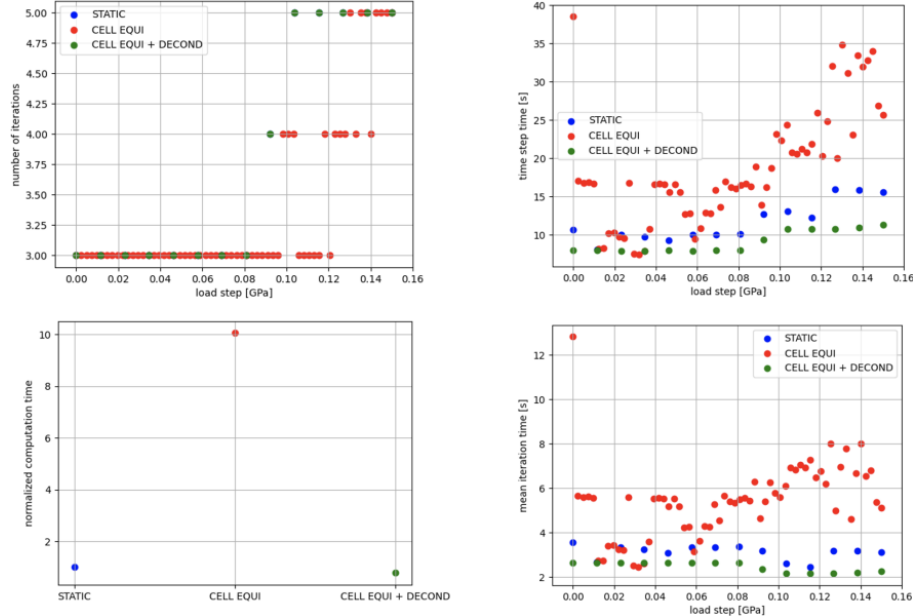 STATIC
CELL EQUI
CELL EQUI + DECOND
number of iterations
5.00
4.75
4.50
4.25
4.00
3.75
3.50
3.25
3.00
0.00 0.02 0.04 0.06 0.08 0.10 0.12 0.14 0.16
load step [GPa]
STATIC
CELL EQUI
CELL EQUI + DECOND
time step time [s]
40
35
30
25
20
15
10
0.00 0.02 0.04 0.06 0.08 0.10 0.12 0.14 0.16
load step [GPa]
normalized computation time
10
8
6
4
2
STATIC CELL EQUI CELL EQUI + DECOND
STATIC
CELL EQUI
CELL EQUI + DECOND
mean iteration time [s]
12
10
8
6
4
2
0.00 0.02 0.04 0.06 0.08 0.10 0.12 0.14 0.16
load step [GPa]